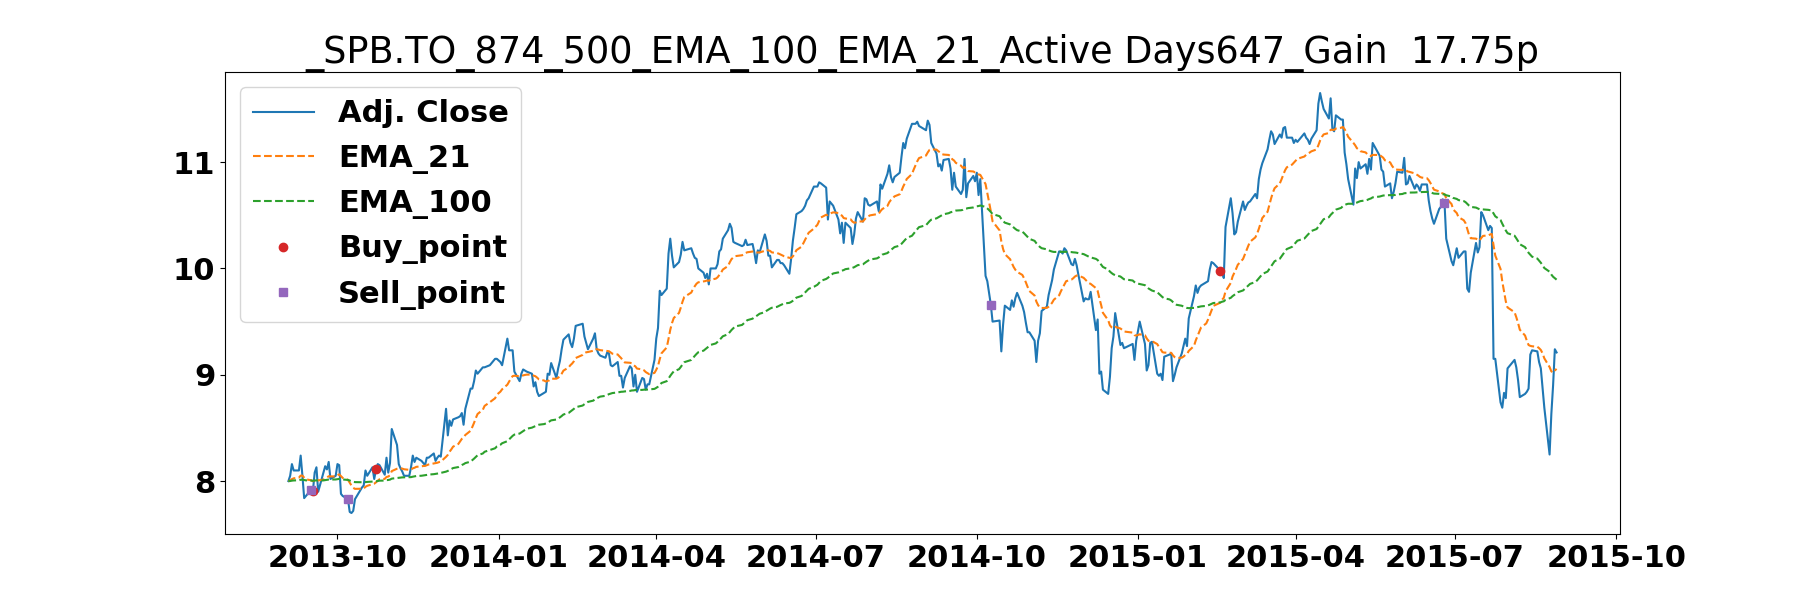 _SPB.TO_874_500_EMA_100_EMA_21_Active Days647_Gain  17.75p
Adj. Close
EMA_21
EMA_100
Buy_point
Sell_point
11
10
9
8
2013-10 2014-01 2014-04 2014-07 2014-10 2015-01 2015-04 2015-07 2015-10